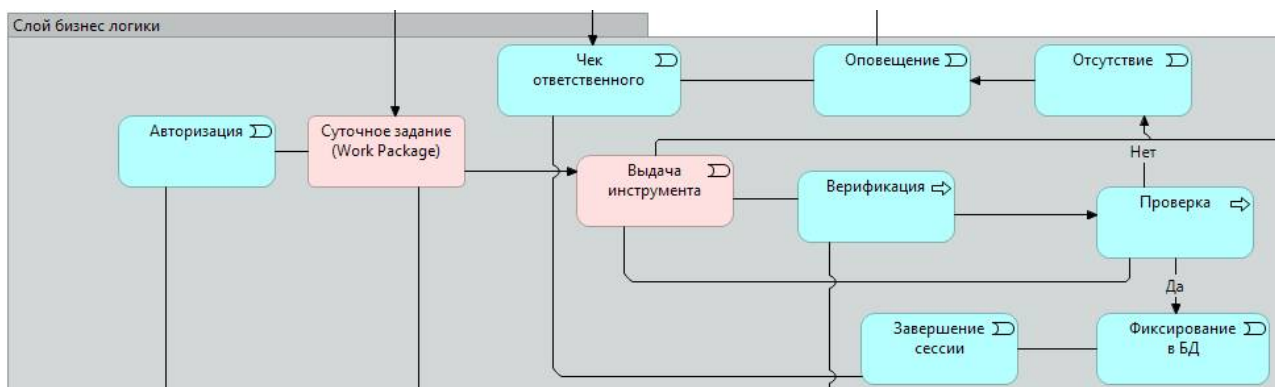 Слой бизнес логики
Чек
ответственного
Оповещение
Отсутствие
Авторизация
Суточное задание
(Work Package)
Нет
Выдача
инструмента
Верификация
Проверка
Да
Завершение
сессии
Фиксирование
в БД